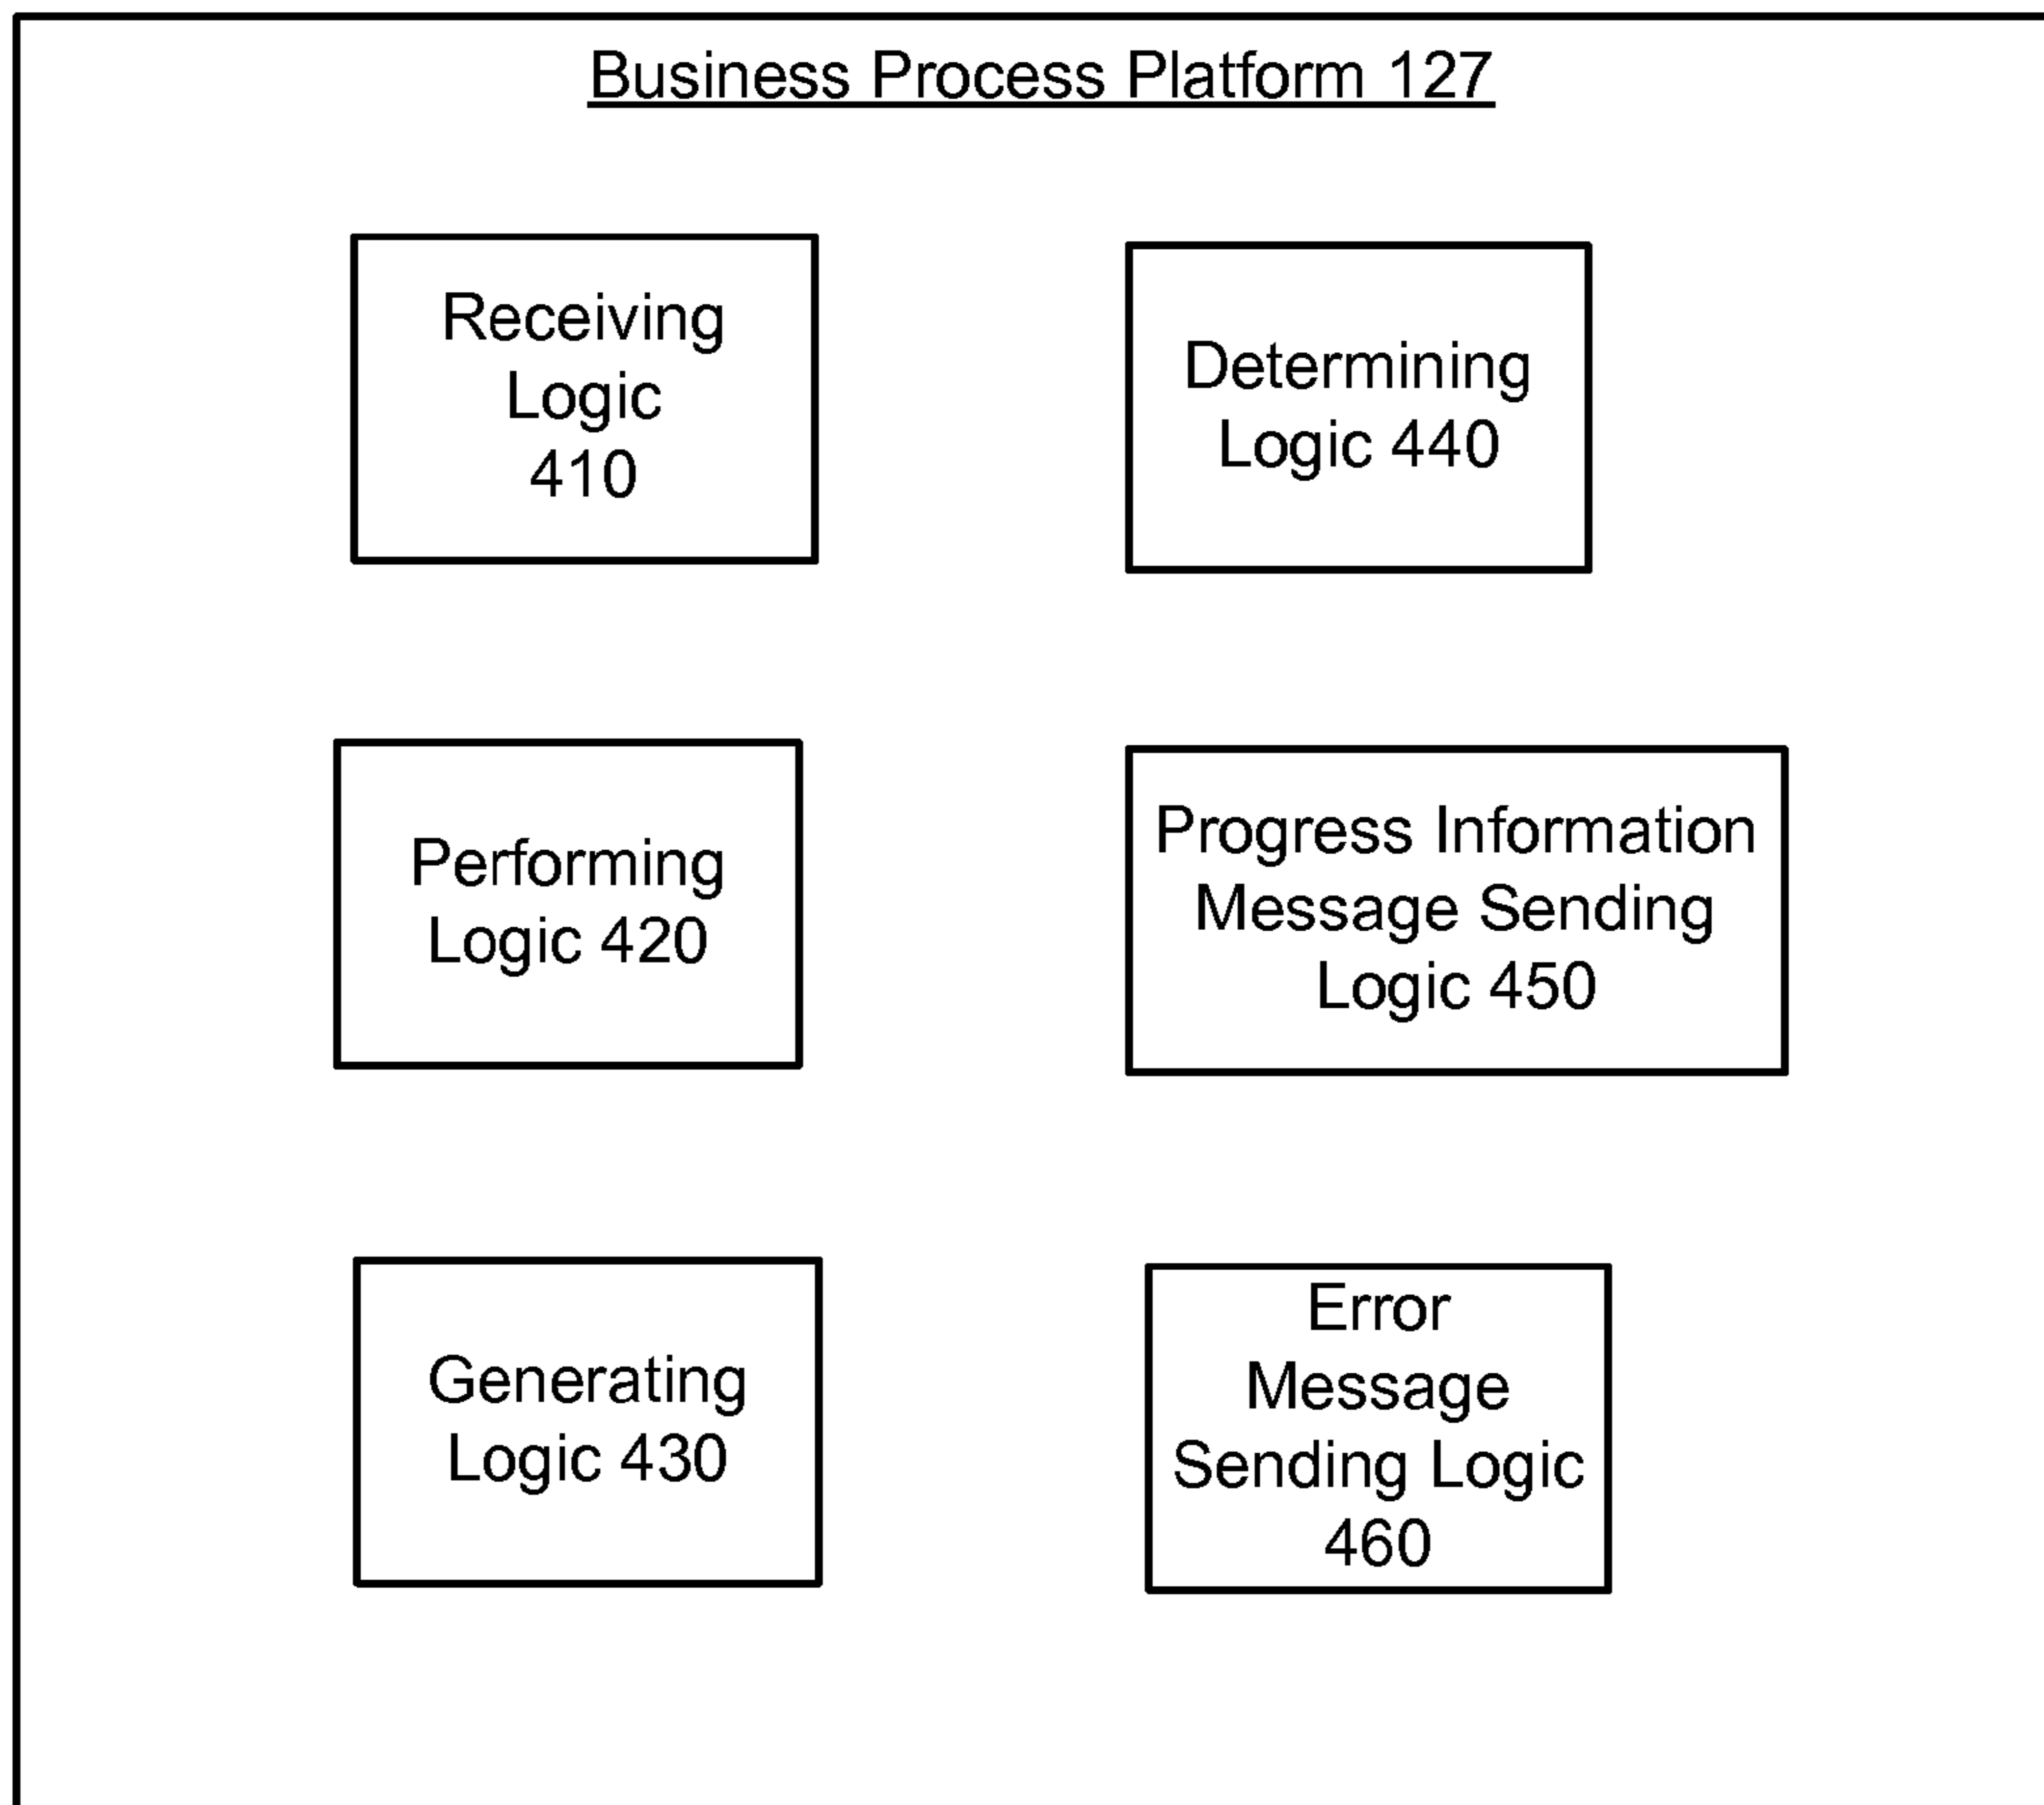 Business Process Platform 127
Receiving
Logic
410
Determining
Logic 440
Performing
Logic 420
Progress Information
Message Sending
Logic 450
Generating
Logic 430
Error
Message
Sending Logic
460